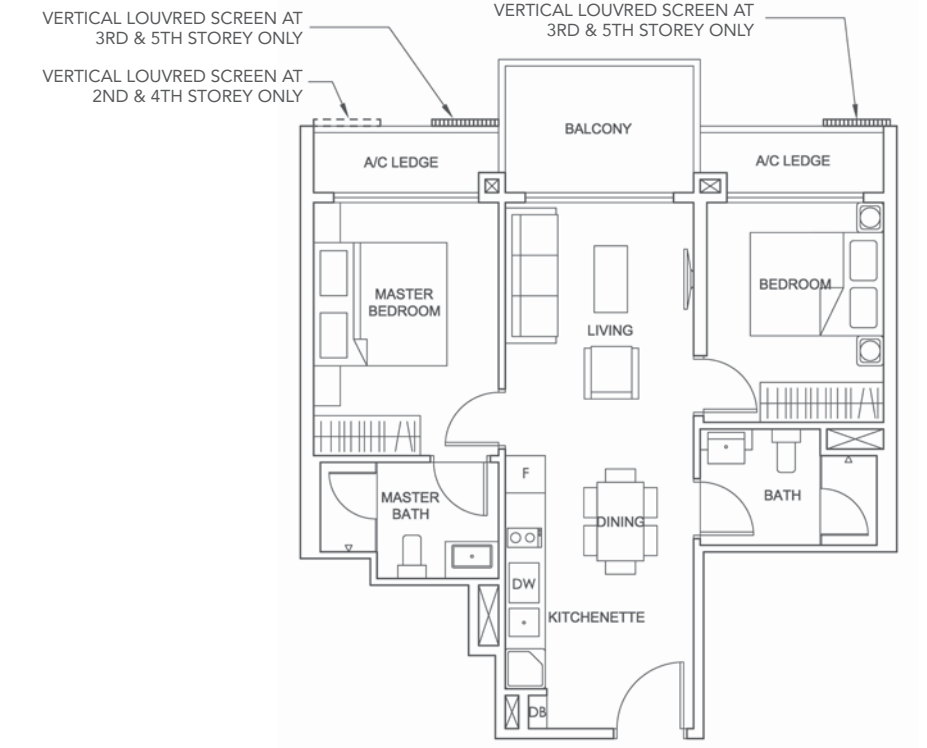 VERTICAL LOUVRED SCREEN AT
3RD & 5TH STOREY ONLY
VERTICAL LOUVRED SCREEN AT
3RD & 5TH STOREY ONLY
VERTICAL LOUVRED SCREEN AT
2ND & 4TH STOREY ONLY
BALCONY
A/C LEDGE
A/C LEDGE
MASTER
BEDROOM
BEDROOM
LIVING
F
MASTER
BATH
DINING
BATH
DW
KITCHENETTE
DB